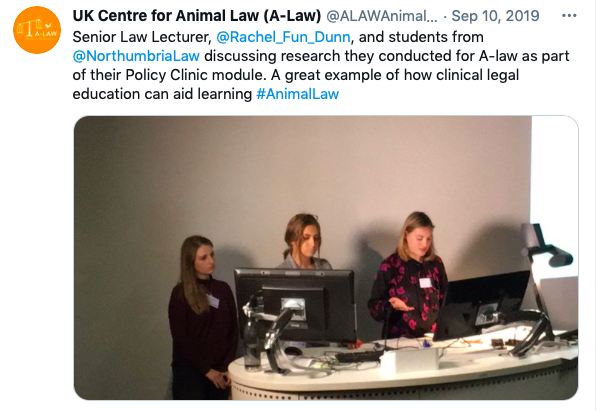 UK Centre for Animal Law (A-Law) @ALAWAnimal... · Sep 10, 2019
Senior Law Lecturer, @Rachel_Fun_Dunn, and students from
@NorthumbriaLaw discussing research they conducted for A-law as part
of their Policy Clinic module. A great example of how clinical legal
education can aid learning #AnimalLaw
A-LAW